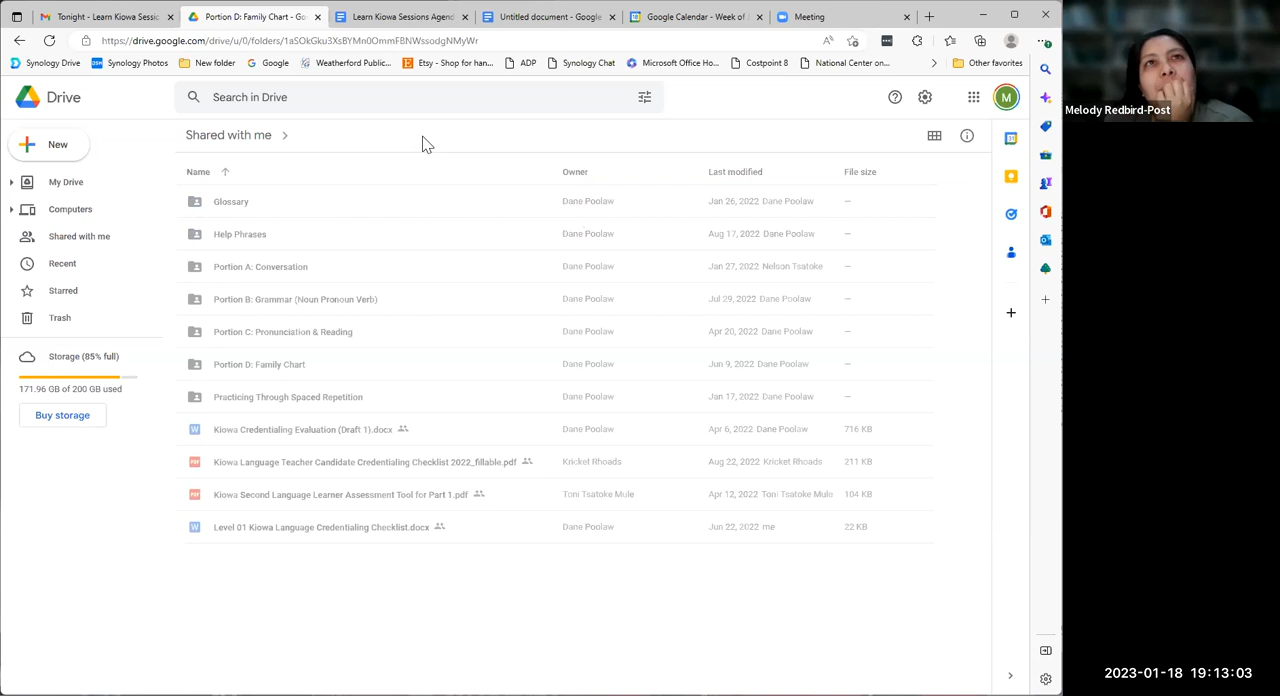 Tonight - Learn Kiowa Sessio
Portion D: Family Chart - Go
Learn Kiowa Sessions Agend
Untitled document - Google
Google Calendar - Week of
Meeting
https://drive.google.com/drive/u/0/folders/1aSOkGku3XsBYMn0OmmFBNWssodgNMyWr
Synology Drive
Synology Photos
New folder
Google
Weatherford Public...
Etsy - Shop for han...
ADP
Synology Chat
Microsoft Office Ho...
Costpoint 8
National Center on...
Other favorites
Drive
Search in Drive
M
Melody Redbird-Post
New
Shared with me
My Drive
Computers
Shared with me
Recent
Starred
Trash
Storage (85% full)
171.96 GB of 200 GB used
Buy storage
Name Owner Last modified File size
Glossary Dane Poolaw Jan 26, 2022 Dane Poolaw —
Help Phrases Dane Poolaw Aug 17, 2022 Dane Poolaw —
Portion A: Conversation Dane Poolaw Jan 27, 2022 Nelson Tsatoke —
Portion B: Grammar (Noun Pronoun Verb) Dane Poolaw Jul 29, 2022 Dane Poolaw —
Portion C: Pronunciation & Reading Dane Poolaw Apr 20, 2022 Dane Poolaw —
Portion D: Family Chart Dane Poolaw Jun 9, 2022 Dane Poolaw —
Practicing Through Spaced Repetition Dane Poolaw Jan 17, 2022 Dane Poolaw —
Kiowa Credentialing Evaluation (Draft 1).docx Dane Poolaw Apr 6, 2022 Dane Poolaw 716 KB
Kiowa Language Teacher Candidate Credentialing Checklist 2022_fillable.pdf Kricket Rhoads Aug 22, 2022 Kricket Rhoads 211 KB
Kiowa Second Language Learner Assessment Tool for Part 1.pdf Toni Tsatoke Mule Apr 12, 2022 Toni Tsatoke Mule 104 KB
Level 01 Kiowa Language Credentialing Checklist.docx Dane Poolaw Jun 22, 2022 me 22 KB
2023-01-18 19:13:03